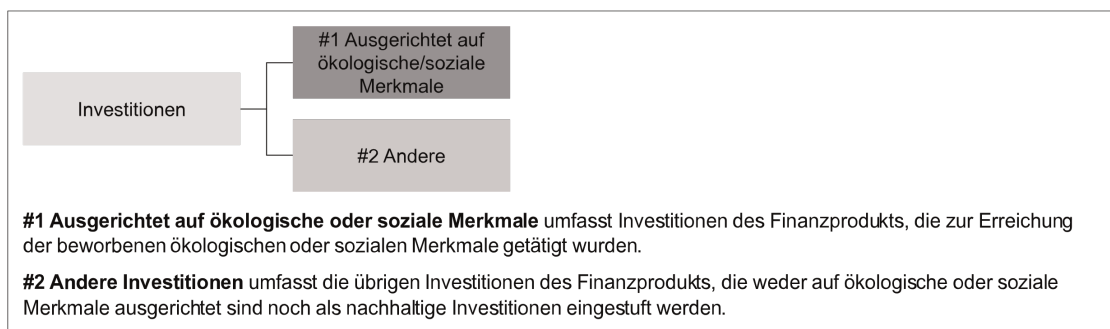 #1 Ausgerichtet auf
ökologische/soziale
Merkmale
Investitionen
#2 Andere
#1 Ausgerichtet auf ökologische oder soziale Merkmale umfasst Investitionen des Finanzprodukts, die zur Erreichung
der beworbenen ökologischen oder sozialen Merkmale getätigt wurden.
#2 Andere Investitionen umfasst die übrigen Investitionen des Finanzprodukts, die weder auf ökologische oder soziale
Merkmale ausgerichtet sind noch als nachhaltige Investitionen eingestuft werden.